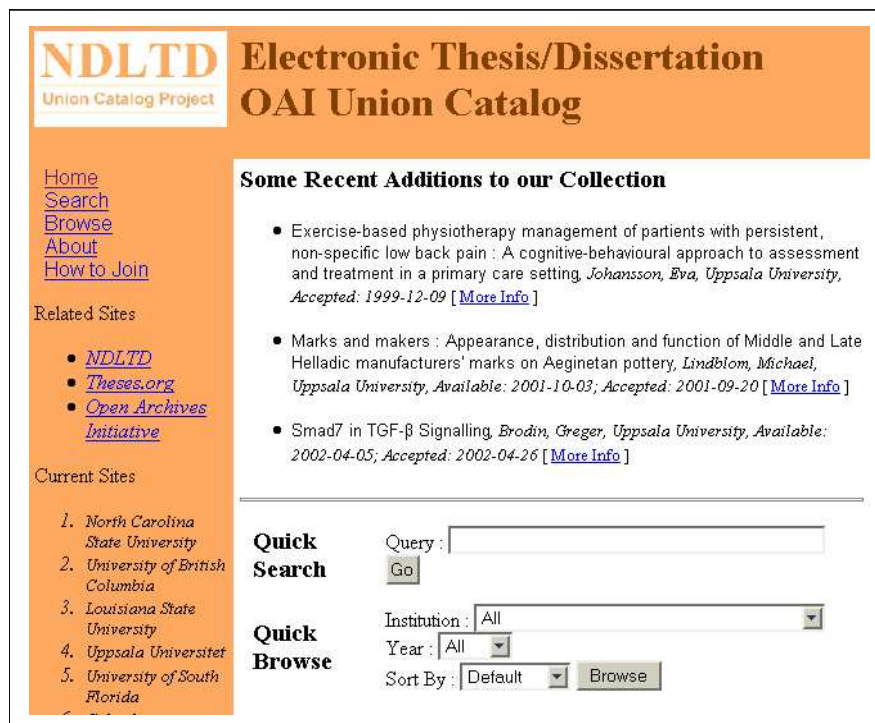 NDLTD
Union Catalog Project
Electronic Thesis/Dissertation
OAI Union Catalog
Home
Search
Browse
About
How to Join
Related Sites
NDLTD
Theses.org
Open Archives
Initiative
Current Sites
1. North Carolina
State University
2. University of British
Columbia
3. Louisiana State
University
4. Uppsala Universitet
5. University of South
Florida
Some Recent Additions to our Collection
Exercise-based physiotherapy management of partients with persistent,
non-specific low back pain : A cognitive-behavioural approach to assessment
and treatment in a primary care setting, Johansson, Eva, Uppsala University,
Accepted: 1999-12-09 [ More Info ]
Marks and makers : Appearance, distribution and function of Middle and Late
Helladic manufacturers' marks on Aeginetan pottery, Lindblom, Michael,
Uppsala University, Available: 2001-10-03; Accepted: 2001-09-20 [ More Info ]
Smad7 in TGF-β Signalling, Brodin, Greger, Uppsala University, Available:
2002-04-05; Accepted: 2002-04-26 [ More Info ]
Quick
Search
Query :
Go
Quick
Browse
Institution : All
Year : All
Sort By : Default Browse